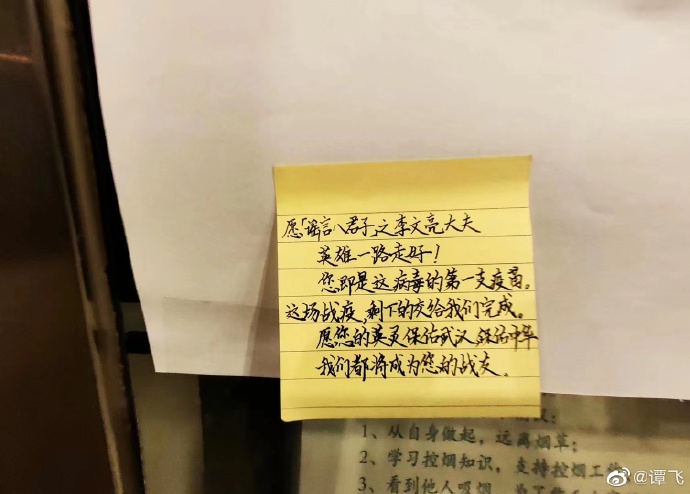 愿「谣言八君子」之李文亮大夫
英雄一路走好！
您即是这病毒的第一支疫苗。
这场战疫,剩下的交给我们完成。
愿您的英灵保佑武汉,保佑中华
我们都将成为您的战友。
1、从自身做起，远离烟草；
2、学习控烟知识，支持控烟工
3、看到他人吸烟
@谭飞